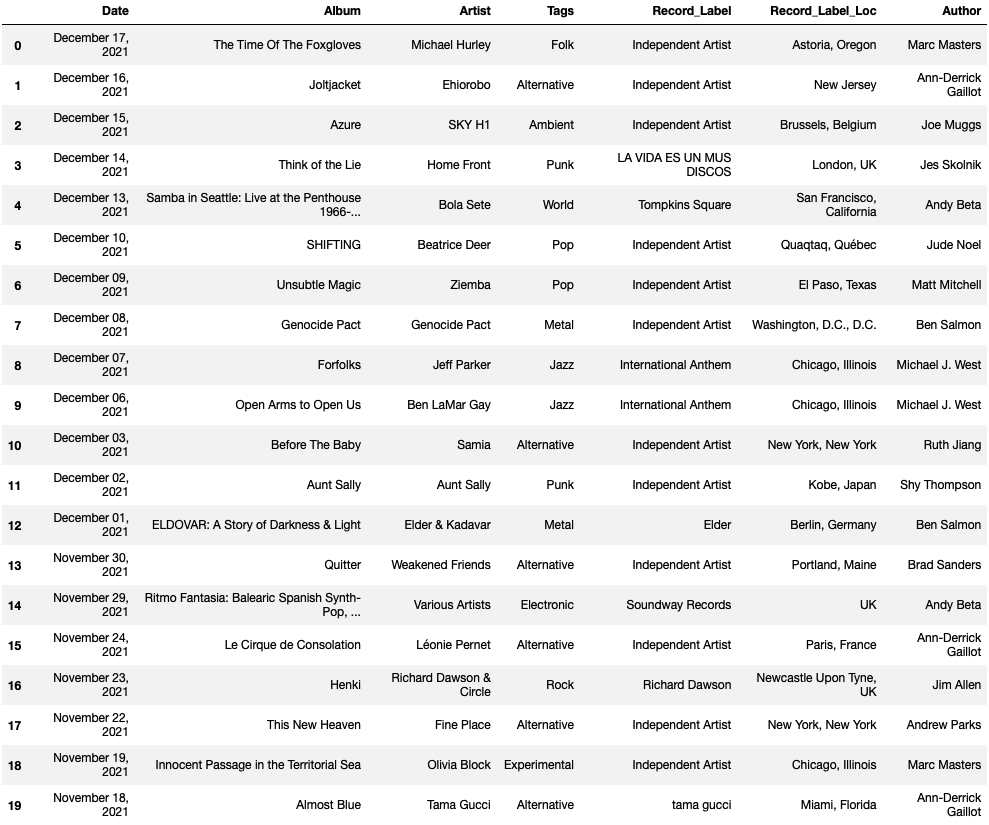 Date Album Artist Tags Record_Label Record_Label_Loc Author
0 December 17, 2021 The Time Of The Foxgloves Michael Hurley Folk Independent Artist Astoria, Oregon Marc Masters
1 December 16, 2021 Joltjacket Ehiorobo Alternative Independent Artist New Jersey Ann-Derrick Gaillot
2 December 15, 2021 Azure SKY H1 Ambient Independent Artist Brussels, Belgium Joe Muggs
3 December 14, 2021 Think of the Lie Home Front Punk LA VIDA ES UN MUS DISCOS London, UK Jes Skolnik
4 December 13, 2021 Samba in Seattle: Live at the Penthouse 1966-... Bola Sete World Tompkins Square San Francisco, California Andy Beta
5 December 10, 2021 SHIFTING Beatrice Deer Pop Independent Artist Quaqtaq, Québec Jude Noel
6 December 09, 2021 Unsubtle Magic Ziemba Pop Independent Artist El Paso, Texas Matt Mitchell
7 December 08, 2021 Genocide Pact Genocide Pact Metal Independent Artist Washington, D.C., D.C. Ben Salmon
8 December 07, 2021 Forfolks Jeff Parker Jazz International Anthem Chicago, Illinois Michael J. West
9 December 06, 2021 Open Arms to Open Us Ben LaMar Gay Jazz International Anthem Chicago, Illinois Michael J. West
10 December 03, 2021 Before The Baby Samia Alternative Independent Artist New York, New York Ruth Jiang
11 December 02, 2021 Aunt Sally Aunt Sally Punk Independent Artist Kobe, Japan Shy Thompson
12 December 01, 2021 ELDOVAR: A Story of Darkness & Light Elder & Kadavar Metal Elder Berlin, Germany Ben Salmon
13 November 30, 2021 Quitter Weakened Friends Alternative Independent Artist Portland, Maine Brad Sanders
14 November 29, 2021 Ritmo Fantasia: Balearic Spanish Synth-Pop, ... Various Artists Electronic Soundway Records UK Andy Beta
15 November 24, 2021 Le Cirque de Consolation Léonie Pernet Alternative Independent Artist Paris, France Ann-Derrick Gaillot
16 November 23, 2021 Henki Richard Dawson & Circle Rock Richard Dawson Newcastle Upon Tyne, UK Jim Allen
17 November 22, 2021 This New Heaven Fine Place Alternative Independent Artist New York, New York Andrew Parks
18 November 19, 2021 Innocent Passage in the Territorial Sea Olivia Block Experimental Independent Artist Chicago, Illinois Marc Masters
19 November 18, 2021 Almost Blue Tama Gucci Alternative tama gucci Miami, Florida Ann-Derrick Gaillot